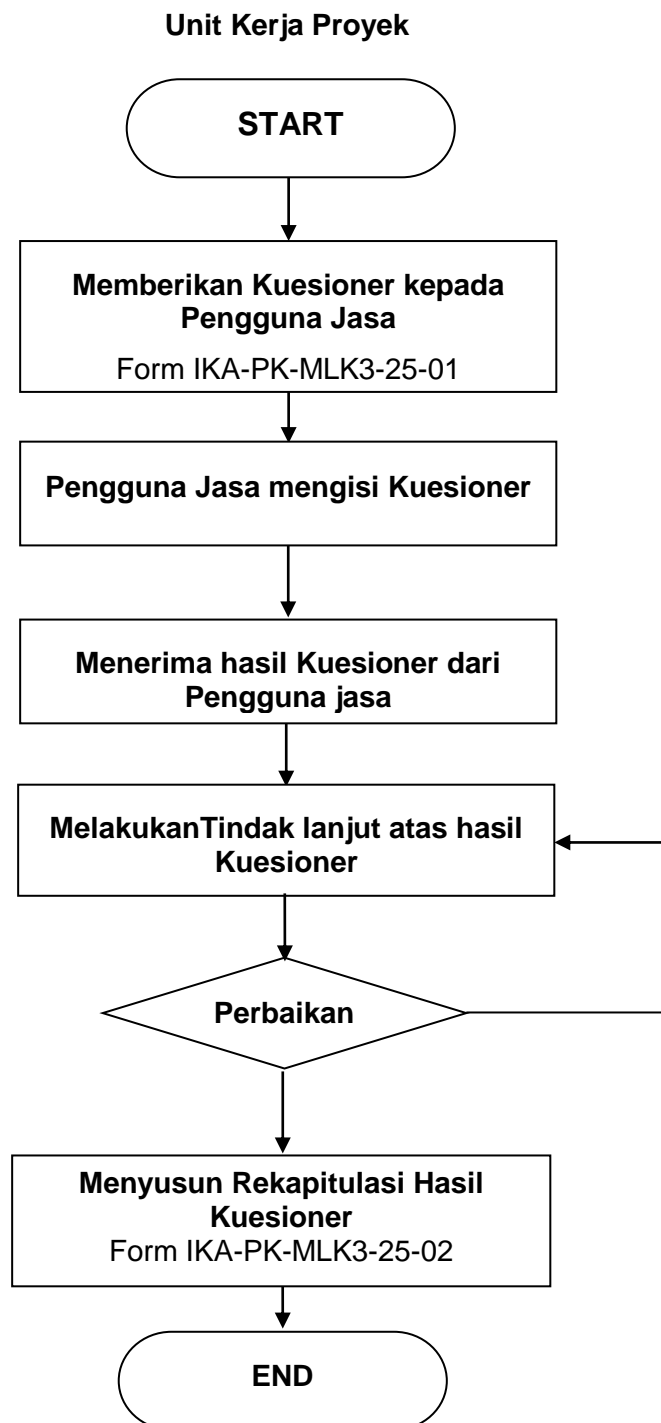 Unit Kerja Proyek
START
Memberikan Kuesioner kepada
Pengguna Jasa
Form IKA-PK-MLK3-25-01
Pengguna Jasa mengisi Kuesioner
Menerima hasil Kuesioner dari
Pengguna jasa
MelakukanTindak lanjut atas hasil
Kuesioner
Perbaikan
Menyusun Rekapitulasi Hasil
Kuesioner
Form IKA-PK-MLK3-25-02
END